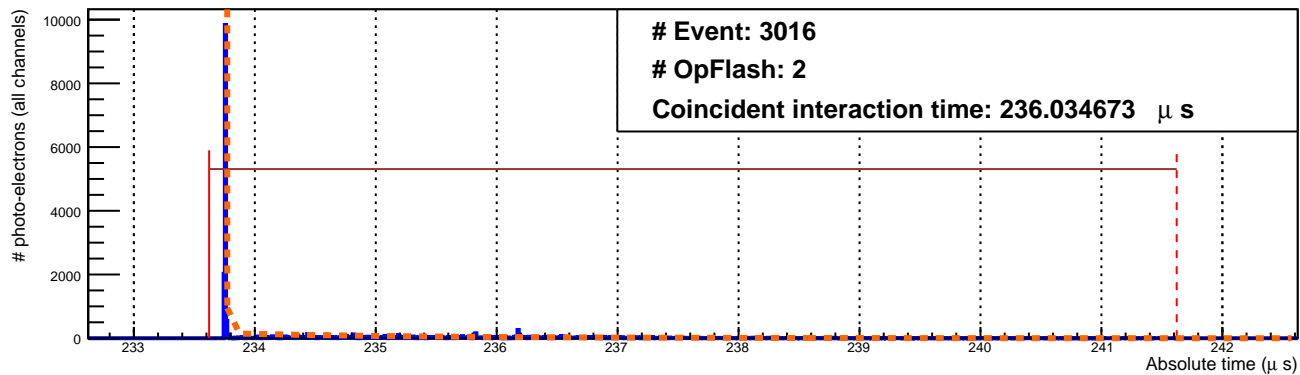 # Event: 3016
# OpFlash: 2
Coincident interaction time: 236.034673 μ s
# photo-electrons (all channels)
10000
8000
6000
4000
2000
0
233 234 235 236 237 238 239 240 241 242
Absolute time (μ s)